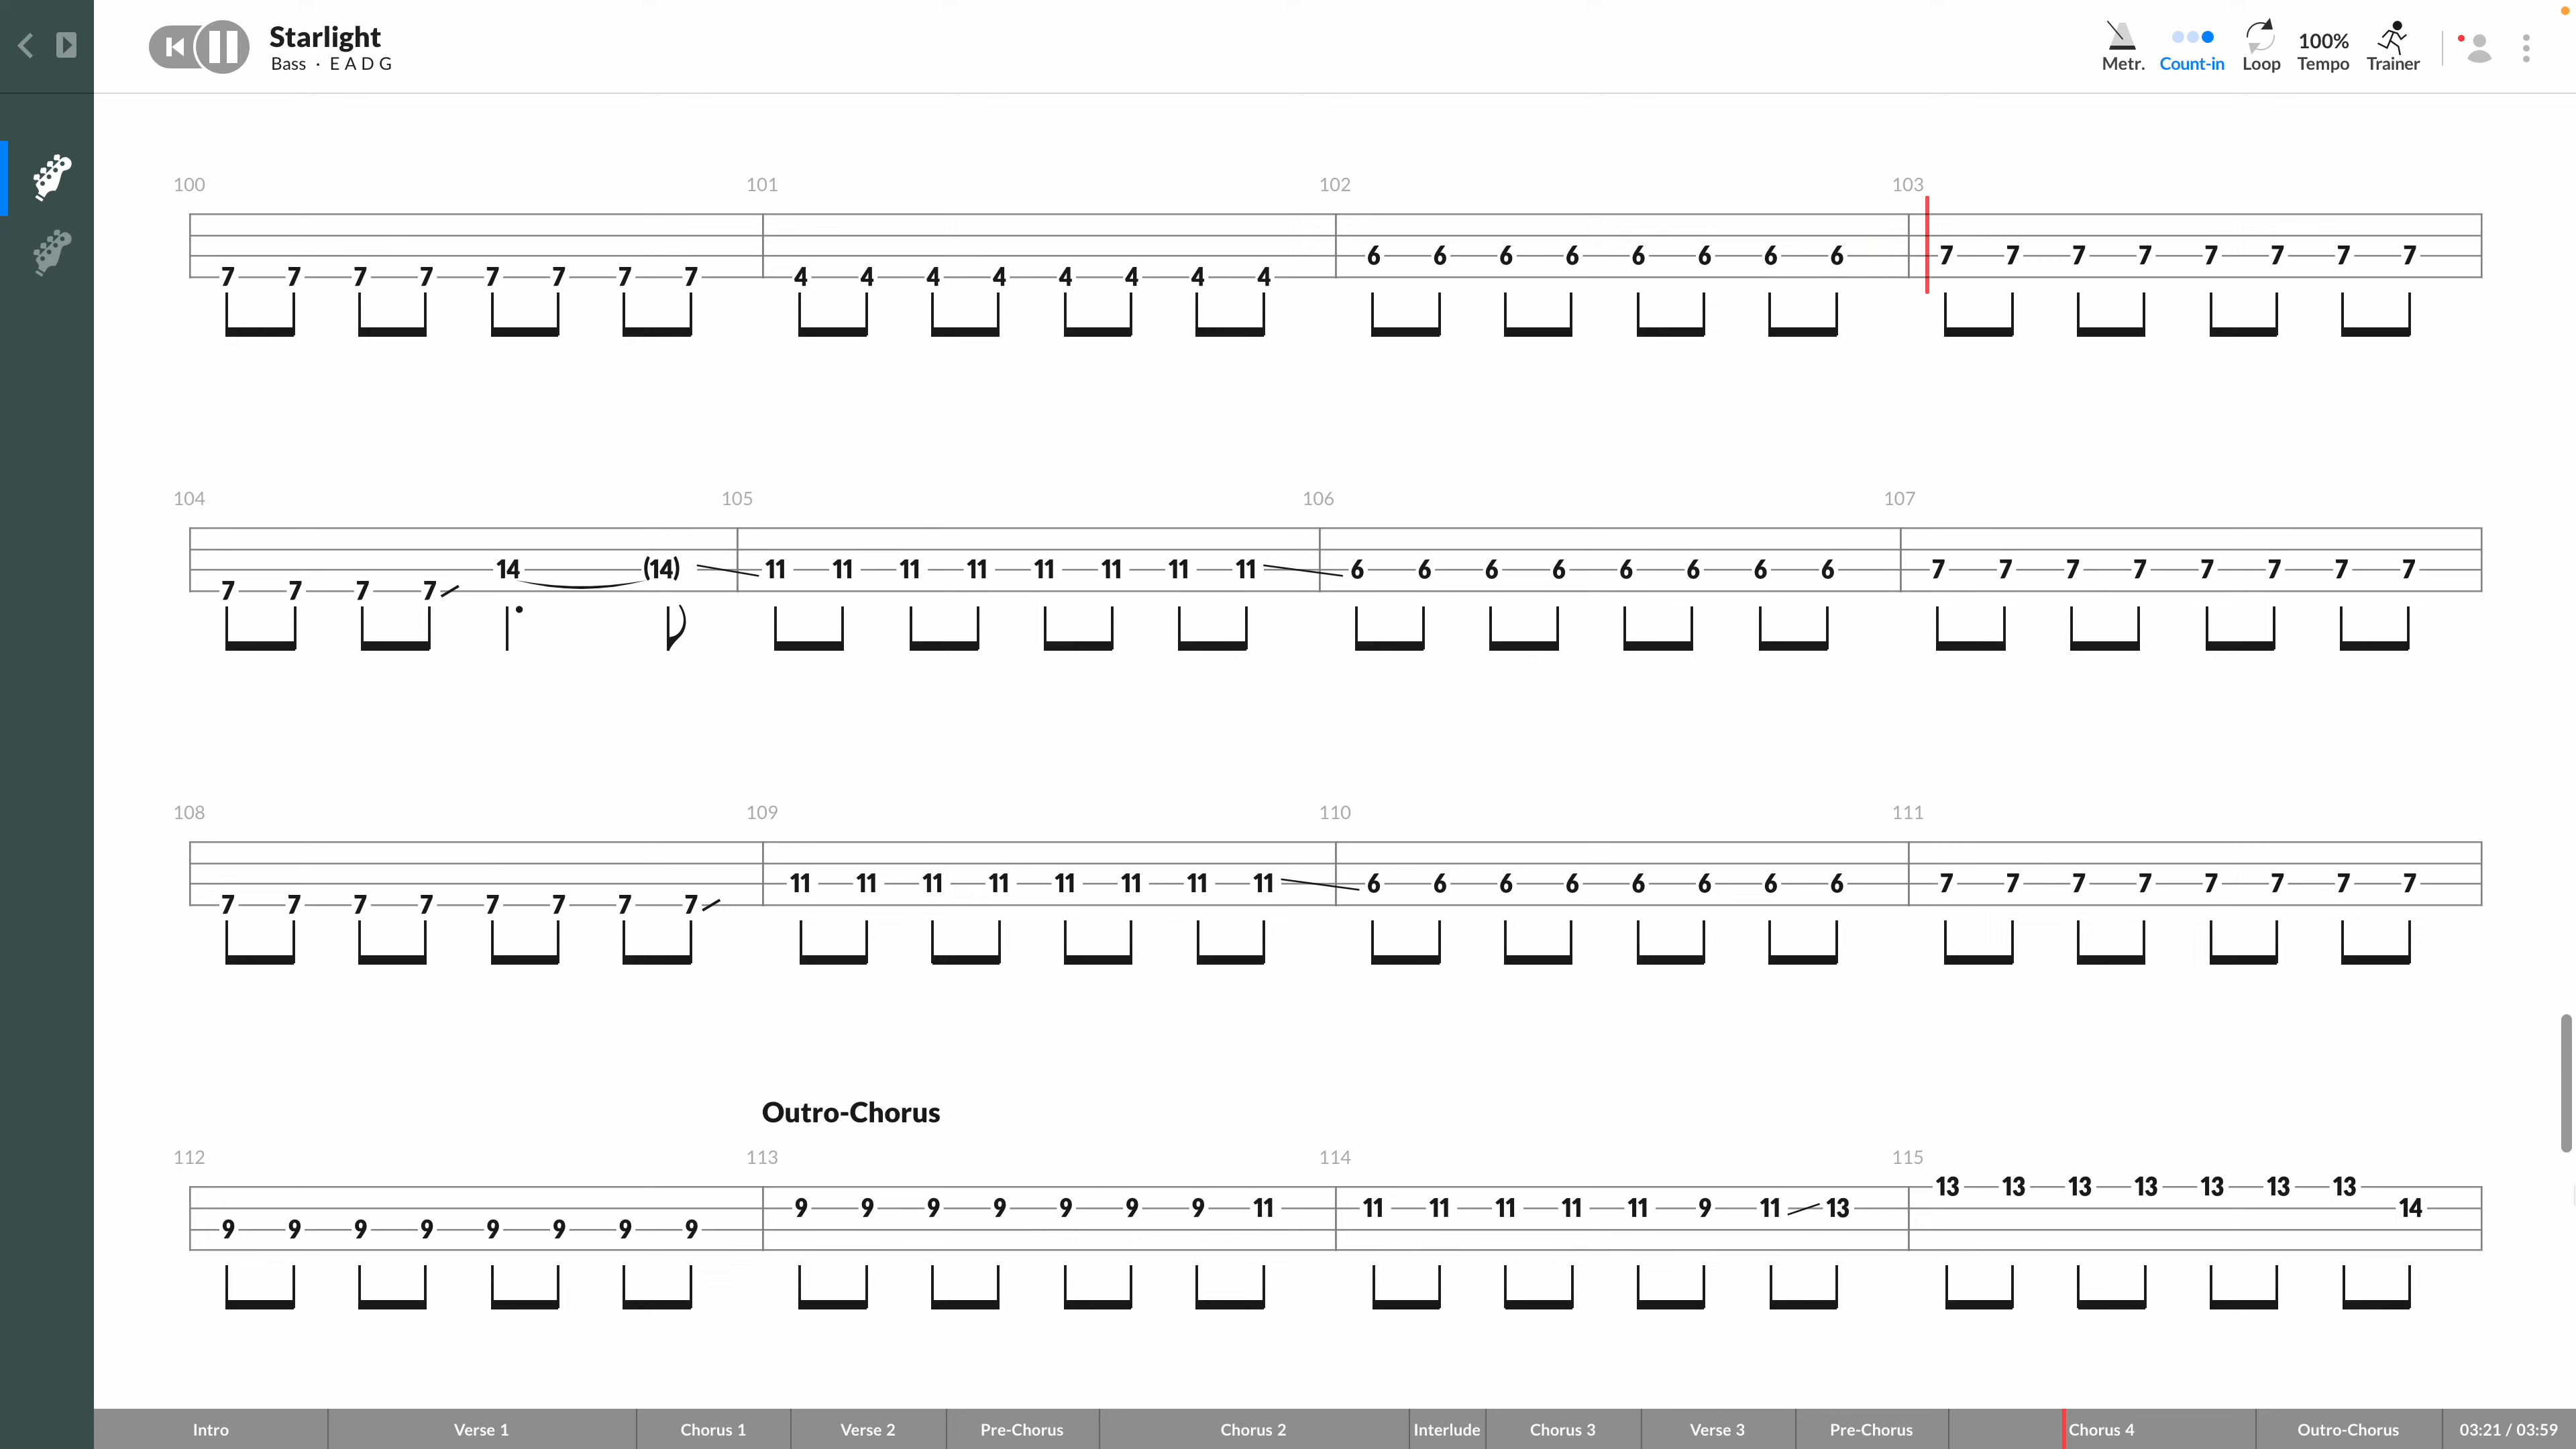 Starlight
Bass · E A D G
Metr. Count-in Loop 100% Tempo Trainer
100 101 102 103
6 6 6 6 6 6 6 6 7 7 7 7 7 7 7 7
7 7 7 7 7 7 7 7 4 4 4 4 4 4 4 4
104 105 106 107
14 (14) 11 11 11 11 11 11 11 11 6 6 6 6 6 6 6 6 7 7 7 7 7 7 7 7
7 7 7 7
108 109 110 111
11 11 11 11 11 11 11 11 6 6 6 6 6 6 6 6 7 7 7 7 7 7 7 7
7 7 7 7 7 7 7 7
Outro-Chorus
112 113 114 115
13 13 13 13 13 13 13
9 9 9 9 9 9 9 11 11 11 11 11 11 9 11 13 14
9 9 9 9 9 9 9 9
Intro Verse 1 Chorus 1 Verse 2 Pre-Chorus Chorus 2 Interlude Chorus 3 Verse 3 Pre-Chorus Chorus 4 Outro-Chorus 03:21 / 03:59